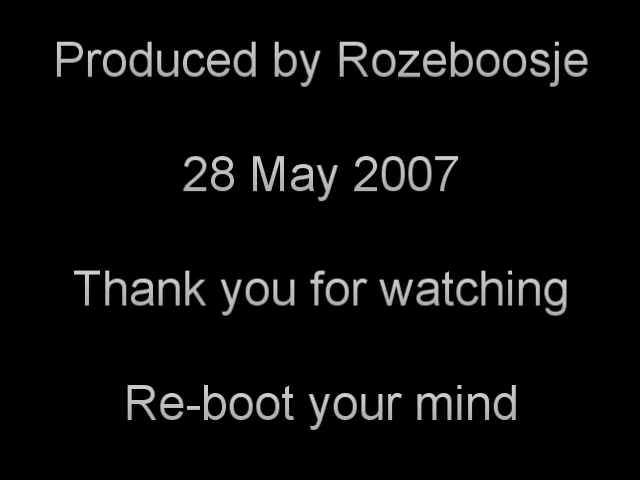 Produced by Rozeboosje
28 May 2007
Thank you for watching
Re-boot your mind